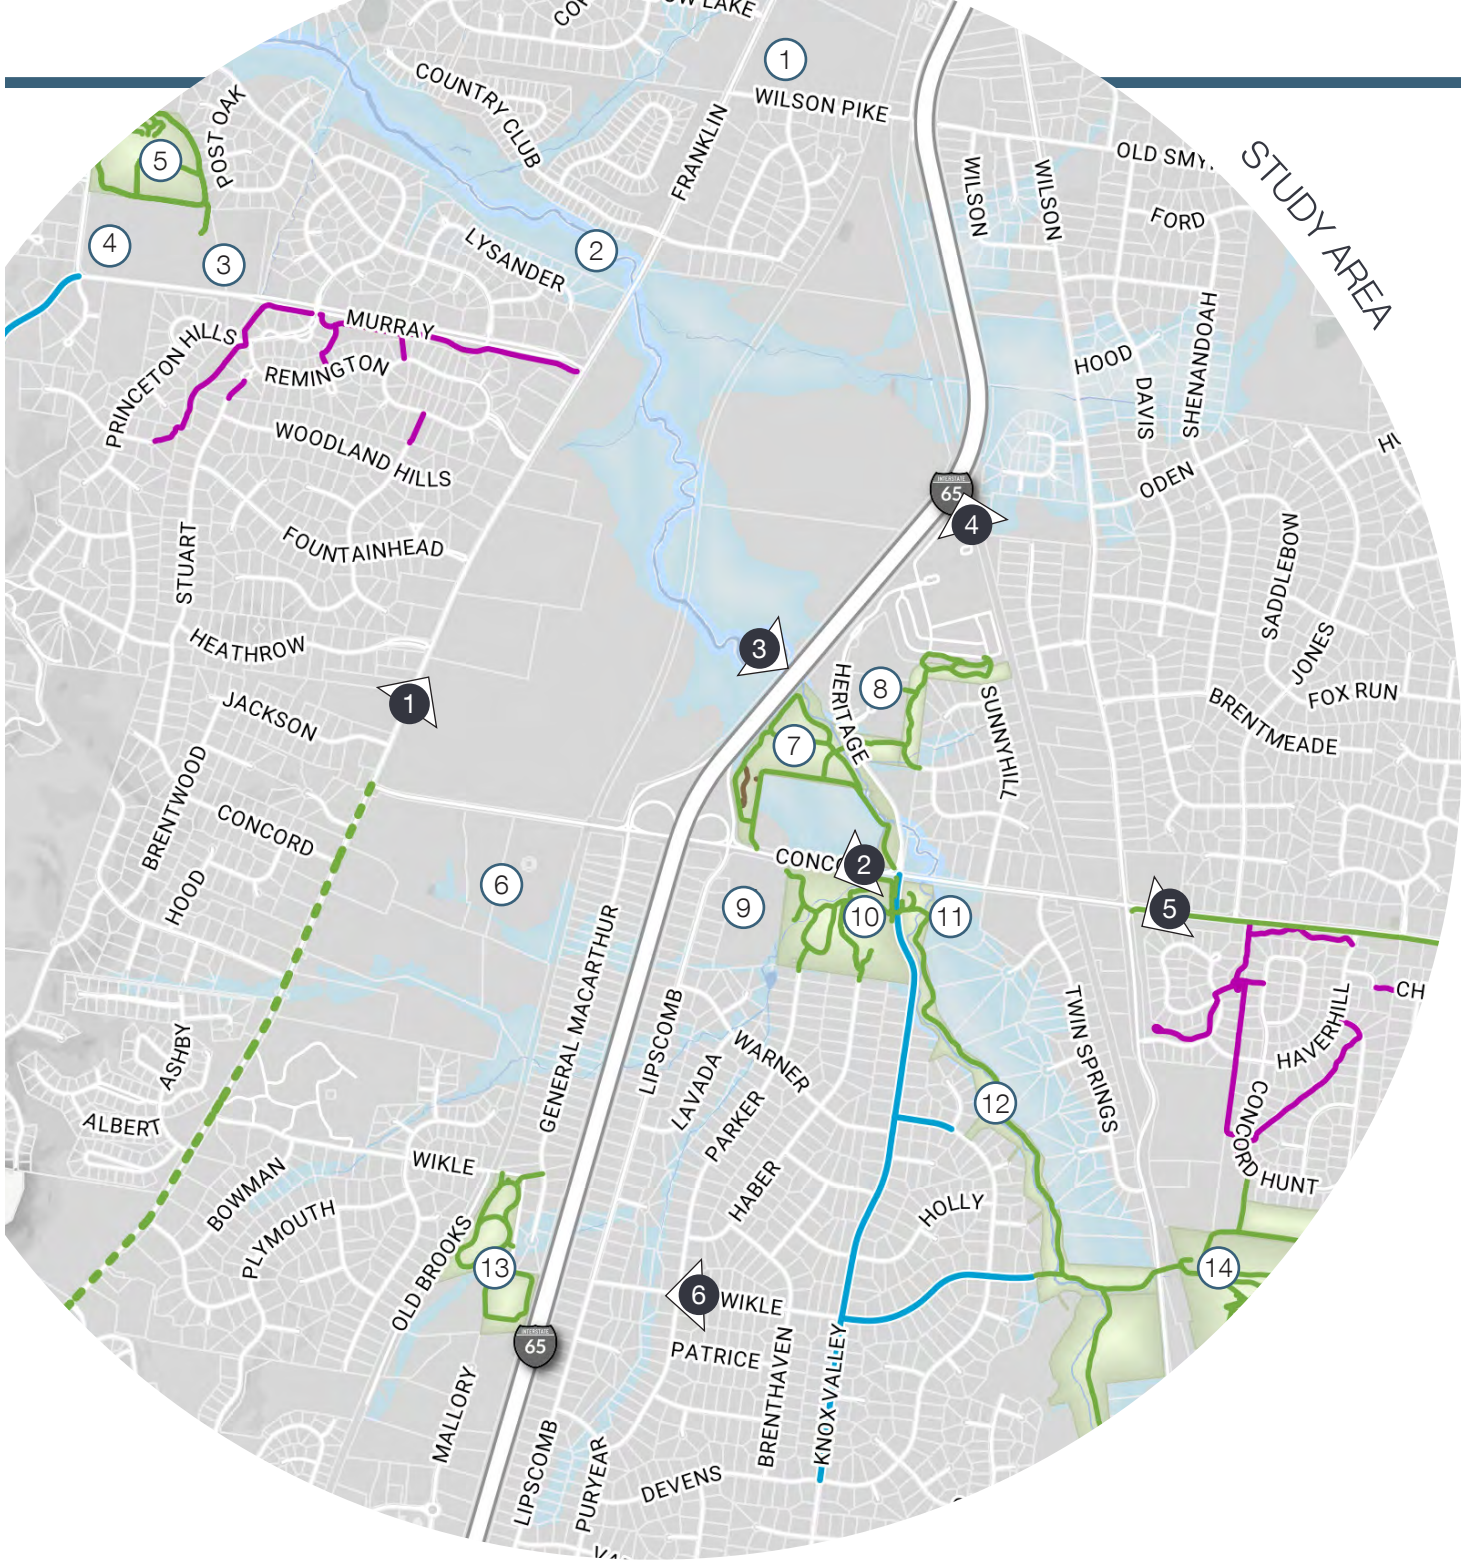 COUNTRY CLUB
1
WILSON PIKE
FRANKLIN
POST OAK
5
OLD SMY
STUDY AREA
WILSON
WILSON
FORD
4
3
LYSANDER
2
MURRAY
PRINCETON HILLS
REMINGTON
HOOD
SHENANDOAH
DAVIS
WOODLAND HILLS
ODEN
INTERSTATE
65
4
STUART
FOUNTAINHEAD
SADDLEBOW
HEATHROW
3
JONES
HERITAGE
8
SUNNYHILL
FOX RUN
BRENTMEADE
JACKSON
1
7
BRENTWOOD
CONCORD
HOOD
CONC
2
6
9
10
11
5
GENERAL MACARTHUR
LIPSCOMB
TWIN SPRINGS
CH
HAVERHILL
ASHBY
WARNER
LAVADA
PARKER
12
ALBERT
CONCORD HUNT
WIKLE
BOWMAN
HABER
HOLLY
PLYMOUTH
OLD BROOKS
13
14
6
WIKLE
INTERSTATE
65
PATRICE
BRENTHAVEN
KNOX VALLEY
MALLORY
LIPSCOMB
PURYEAR
DEVENS